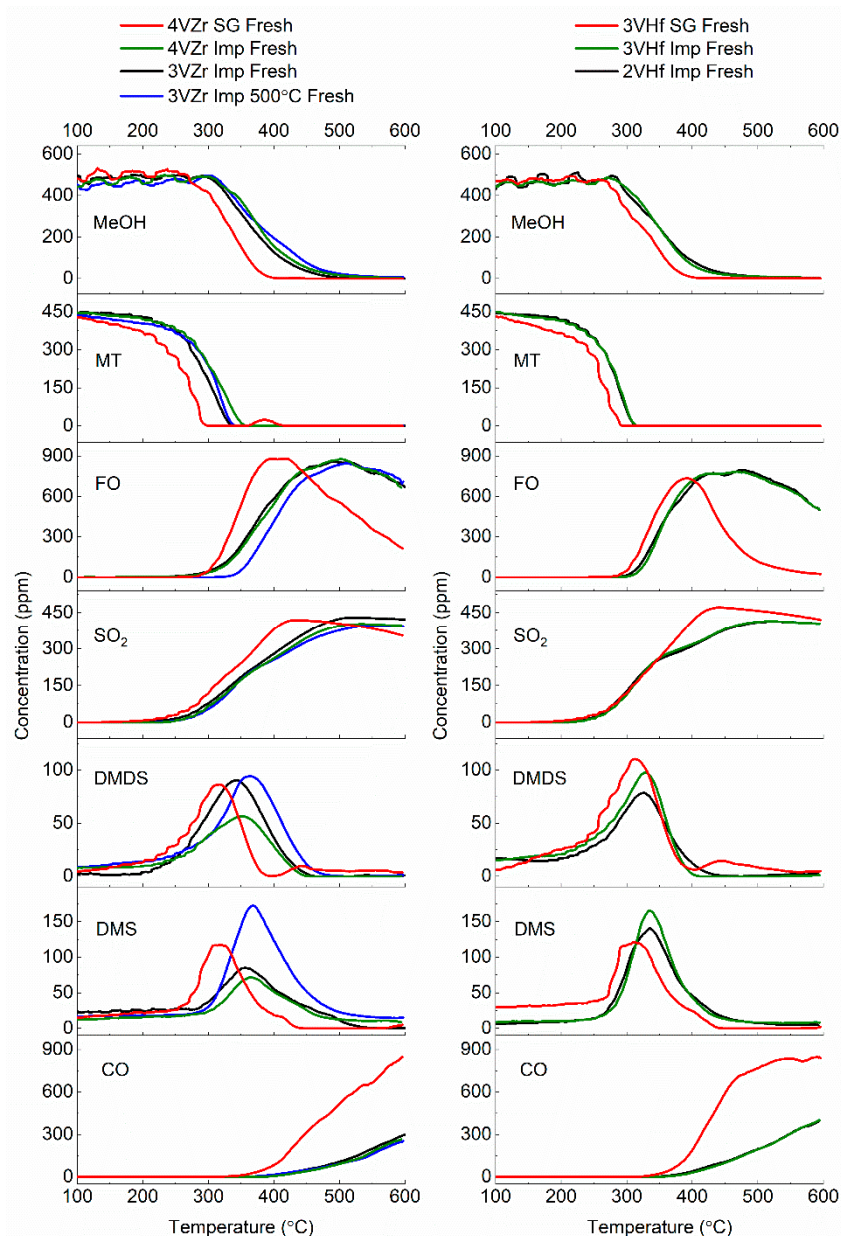 4VZr SG Fresh
4VZr Imp Fresh
3VZr Imp Fresh
3VZr Imp 500°C Fresh
3VHf SG Fresh
3VHf Imp Fresh
2VHf Imp Fresh
100 200 300 400 500 600
100 200 300 400 500 600
600
400
200
0
MeOH
600
400
200
0
MeOH
450
300
150
0
MT
450
300
150
0
MT
900
600
300
0
FO
900
600
300
0
FO
Concentration (ppm)
Concentration (ppm)
450
300
150
0
SO₂
450
300
150
0
SO₂
100
50
0
DMDS
100
50
0
DMDS
150
100
50
0
DMS
150
100
50
0
DMS
900
600
300
0
CO
900
600
300
0
CO
100 200 300 400 500 600
100 200 300 400 500 600
Temperature (°C)
Temperature (°C)